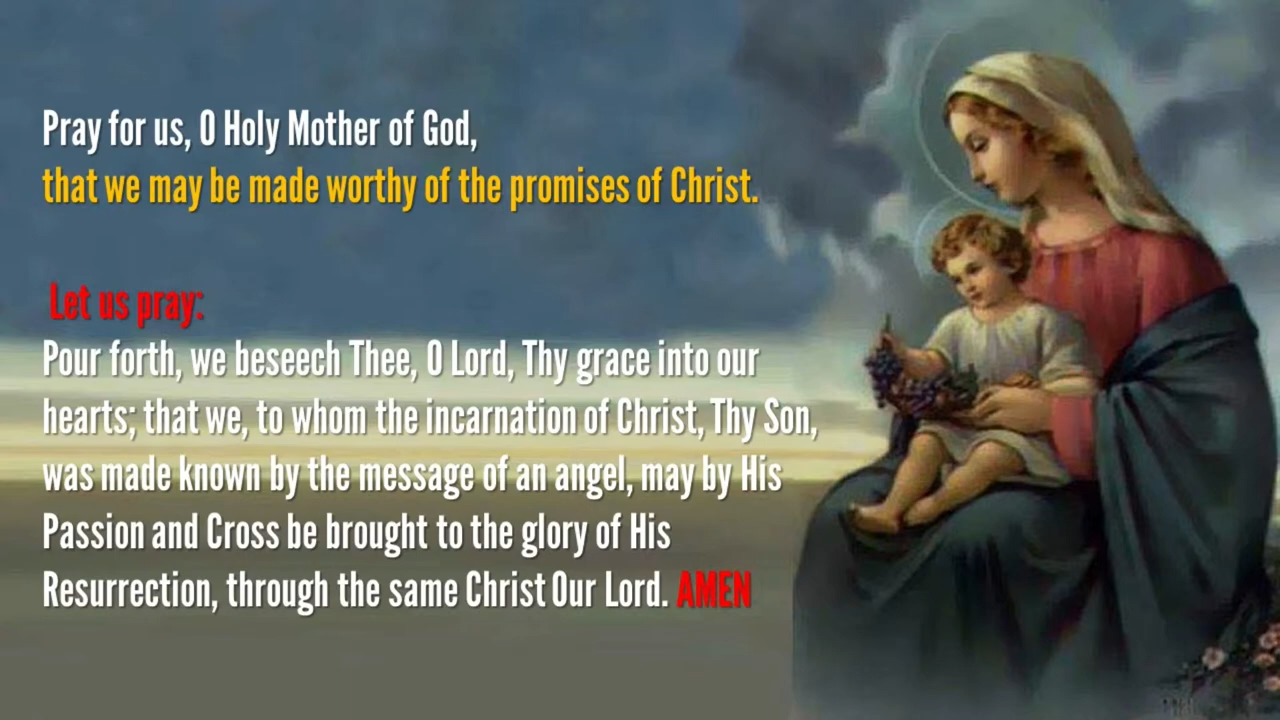 Pray for us, O Holy Mother of God,
that we may be made worthy of the promises of Christ.
Let us pray:
Pour forth, we beseech Thee, O Lord, Thy grace into our
hearts; that we, to whom the incarnation of Christ, Thy Son,
was made known by the message of an angel, may by His
Passion and Cross be brought to the glory of His
Resurrection, through the same Christ Our Lord. AMEN